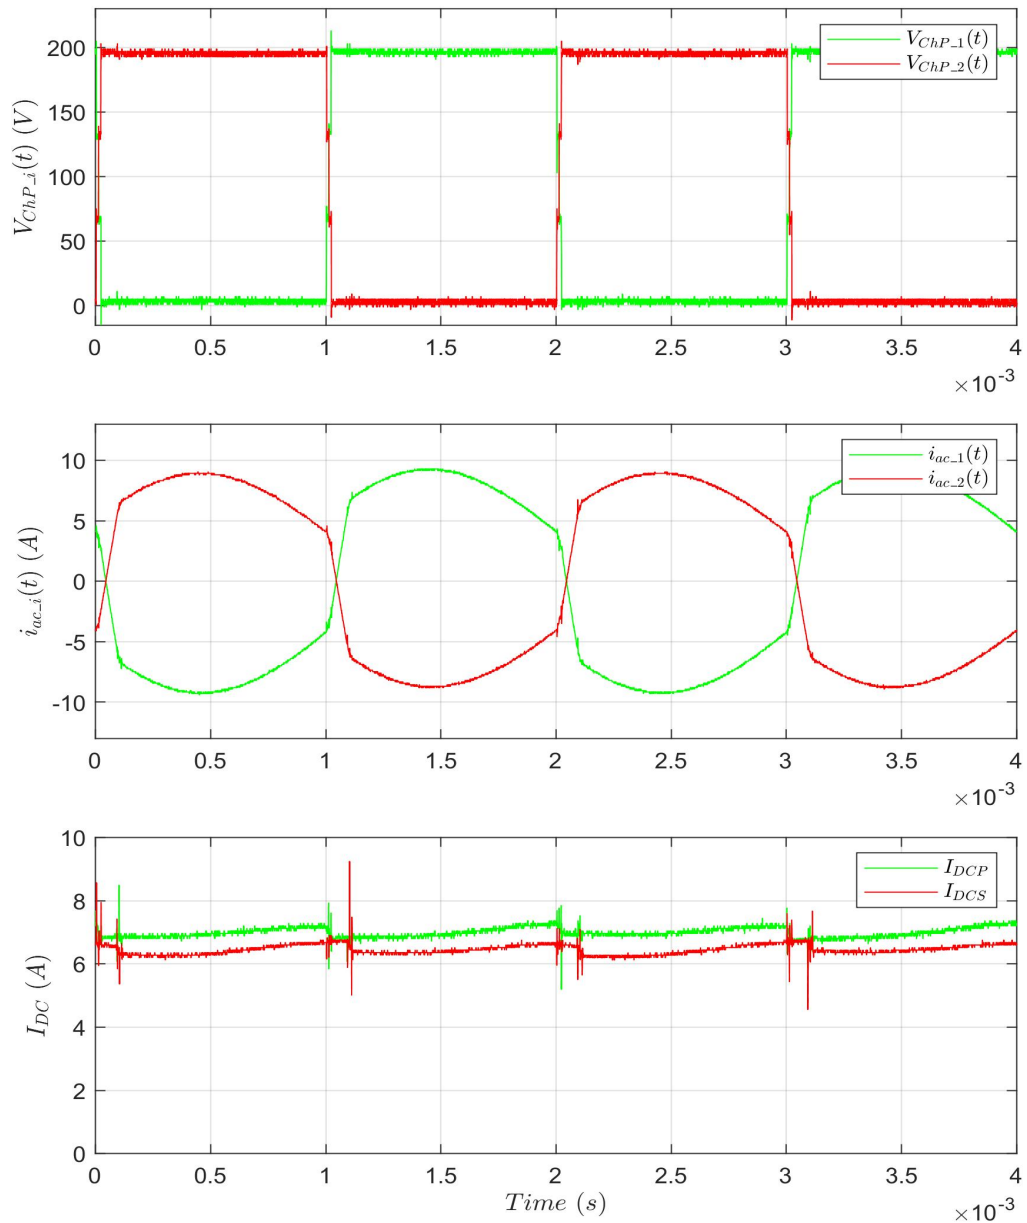 V_{ChP_i}(t) (V)
200
150
100
50
0
V_{ChP_1}(t)
V_{ChP_2}(t)
0 0.5 1 1.5 2 2.5 3 3.5 4
×10^{-3}
i_{ac_i}(t) (A)
10
5
0
-5
-10
i_{ac_1}(t)
i_{ac_2}(t)
0 0.5 1 1.5 2 2.5 3 3.5 4
×10^{-3}
I_{DC} (A)
10
8
6
4
2
0
I_{DCP}
I_{DCS}
0 0.5 1 1.5 2 2.5 3 3.5 4
Time (s)
×10^{-3}